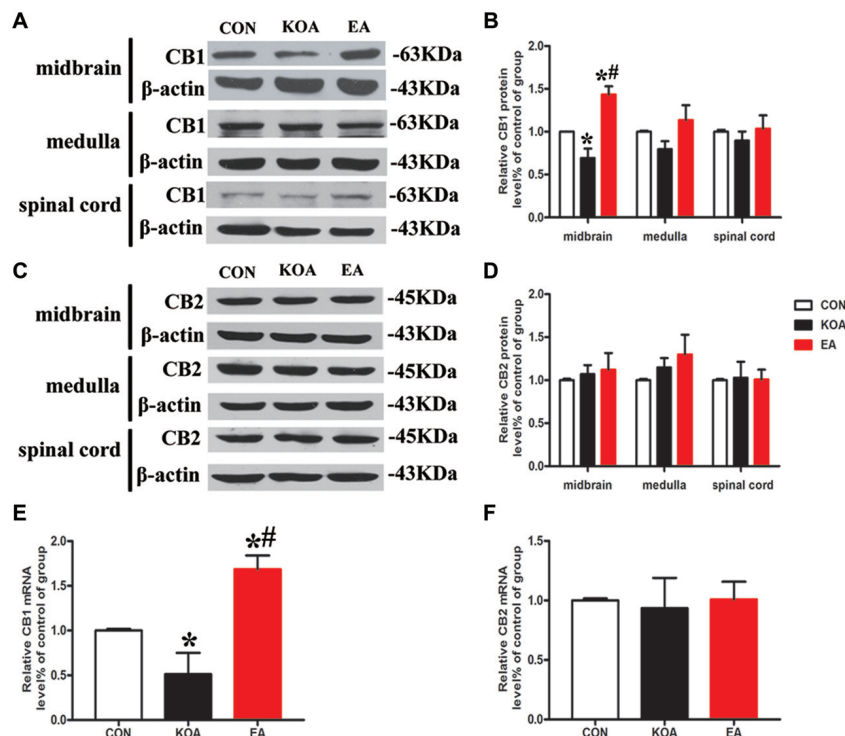 A
CON KOA EA
midbrain
CB1 -63KDa
β-actin -43KDa
medulla
CB1 -63KDa
β-actin -43KDa
spinal cord
CB1 -63KDa
β-actin -43KDa
B
Relative CB1 protein
level% of control of group
1.5
1.0
0.5
0.0
*
*#
midbrain medulla spinal cord
C
CON KOA EA
midbrain
CB2 -45KDa
β-actin -43KDa
medulla
CB2 -45KDa
β-actin -43KDa
spinal cord
CB2 -45KDa
β-actin -43KDa
D
Relative CB2 protein
level% of control of group
2.0
1.5
1.0
0.5
0.0
midbrain medulla spinal cord
CON
KOA
EA
E
Relative CB1 mRNA
level% of control of group
2.0
1.5
1.0
0.5
0.0
*
*#
CON KOA EA
F
Relative CB2 mRNA
level% of control of group
1.5
1.0
0.5
0.0
CON KOA EA